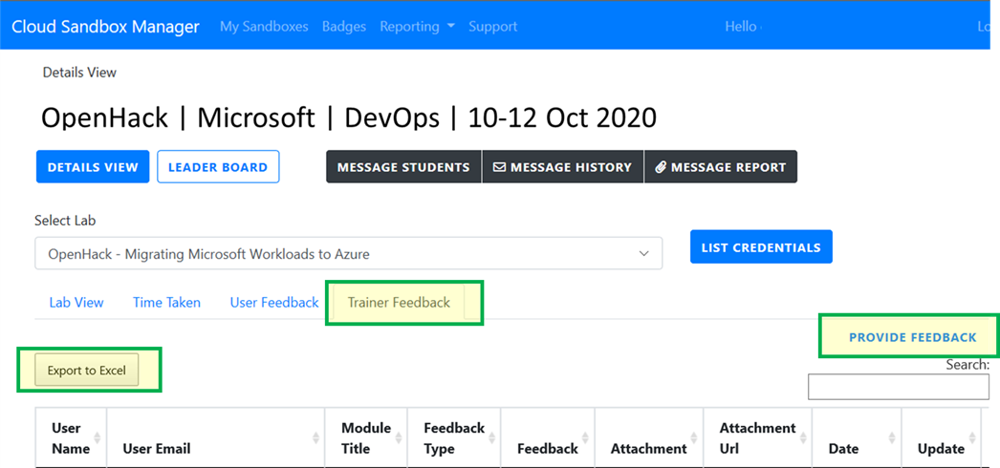 Cloud Sandbox Manager My Sandboxes Badges Reporting Support Hello Lo
Details View
OpenHack | Microsoft | DevOps | 10-12 Oct 2020
DETAILS VIEW LEADER BOARD MESSAGE STUDENTS MESSAGE HISTORY MESSAGE REPORT
Select Lab
OpenHack - Migrating Microsoft Workloads to Azure LIST CREDENTIALS
Lab View Time Taken User Feedback Trainer Feedback
PROVIDE FEEDBACK
Export to Excel Search:
User Module Feedback Attachment
Name User Email Title Type Feedback Attachment Url Date Update